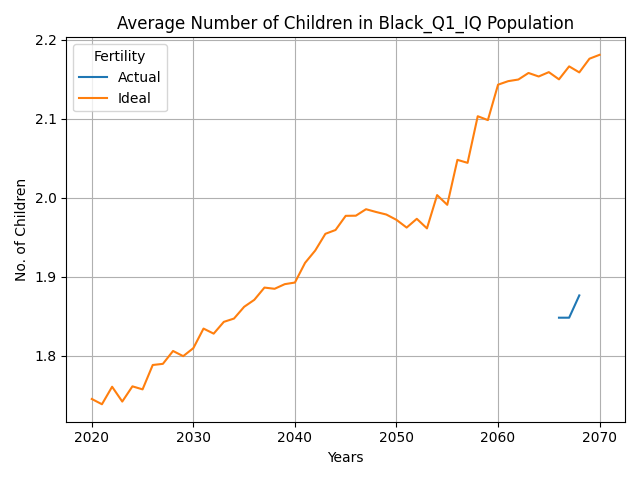 Average Number of Children in Black_Q1_IQ Population
Fertility
Actual
Ideal
2.2
2.1
2.0
1.9
1.8
No. of Children
2020 2030 2040 2050 2060 2070
Years